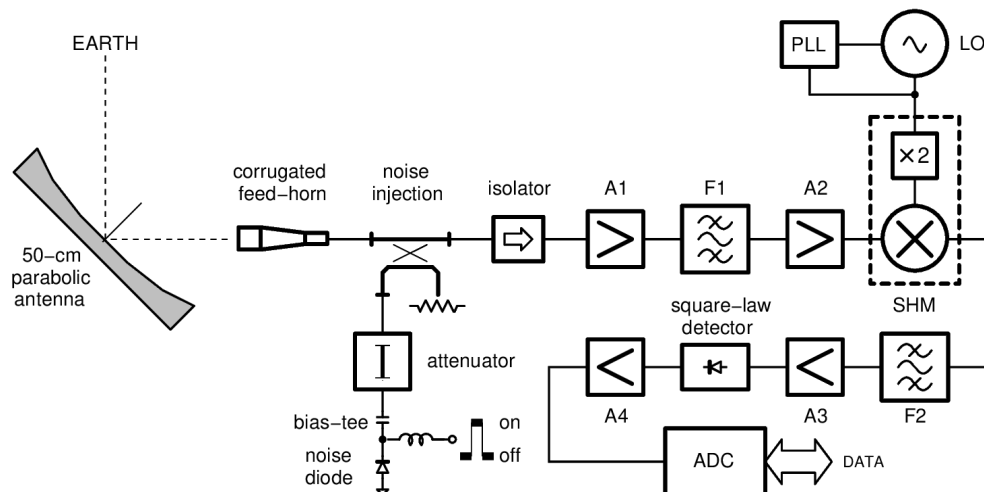 EARTH
PLL
LO
×2
corrugated
feed-horn
noise
injection
isolator
A1
F1
A2
50-cm
parabolic
antenna
SHM
square-law
detector
attenuator
A4
A3
F2
bias-tee
on
off
noise
diode
ADC
DATA